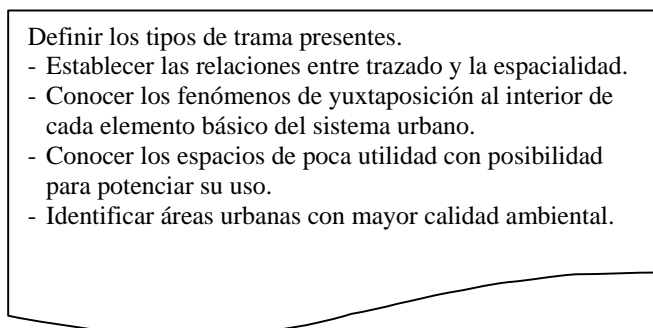 Definir los tipos de trama presentes.
- Establecer las relaciones entre trazado y la espacialidad.
- Conocer los fenómenos de yuxtaposición al interior de
cada elemento básico del sistema urbano.
- Conocer los espacios de poca utilidad con posibilidad
para potenciar su uso.
- Identificar áreas urbanas con mayor calidad ambiental.